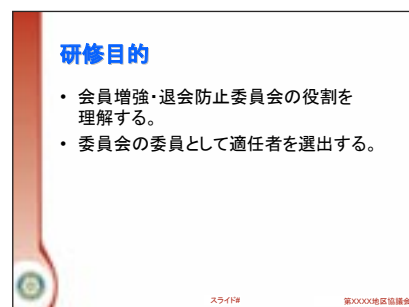 研修目的
• 会員増強・退会防止委員会の役割を
理解する。
• 委員会の委員として適任者を選出する。
スライド#
第XXXX地区協議会